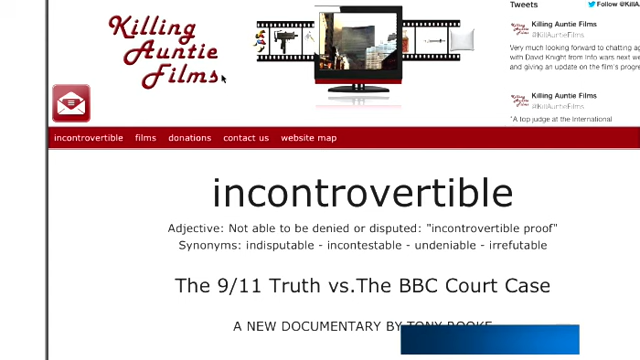 Killing
Auntie
Films
Tweets
Follow
Killing Auntie Films
@KillAuntieFilms
Very much looking forward to chatting
with David Knight from Info wars next
and giving an update on the film's
Killing Auntie Films
@KillAuntieFilms
"A top judge at the International
incontrovertible
films
donations
contact us
website map
incontrovertible
Adjective: Not able to be denied or disputed: "incontrovertible proof"
Synonyms: indisputable - incontestable - undeniable - irrefutable
The 9/11 Truth vs.The BBC Court Case
A NEW DOCUMENTARY BY TONY ROOKE